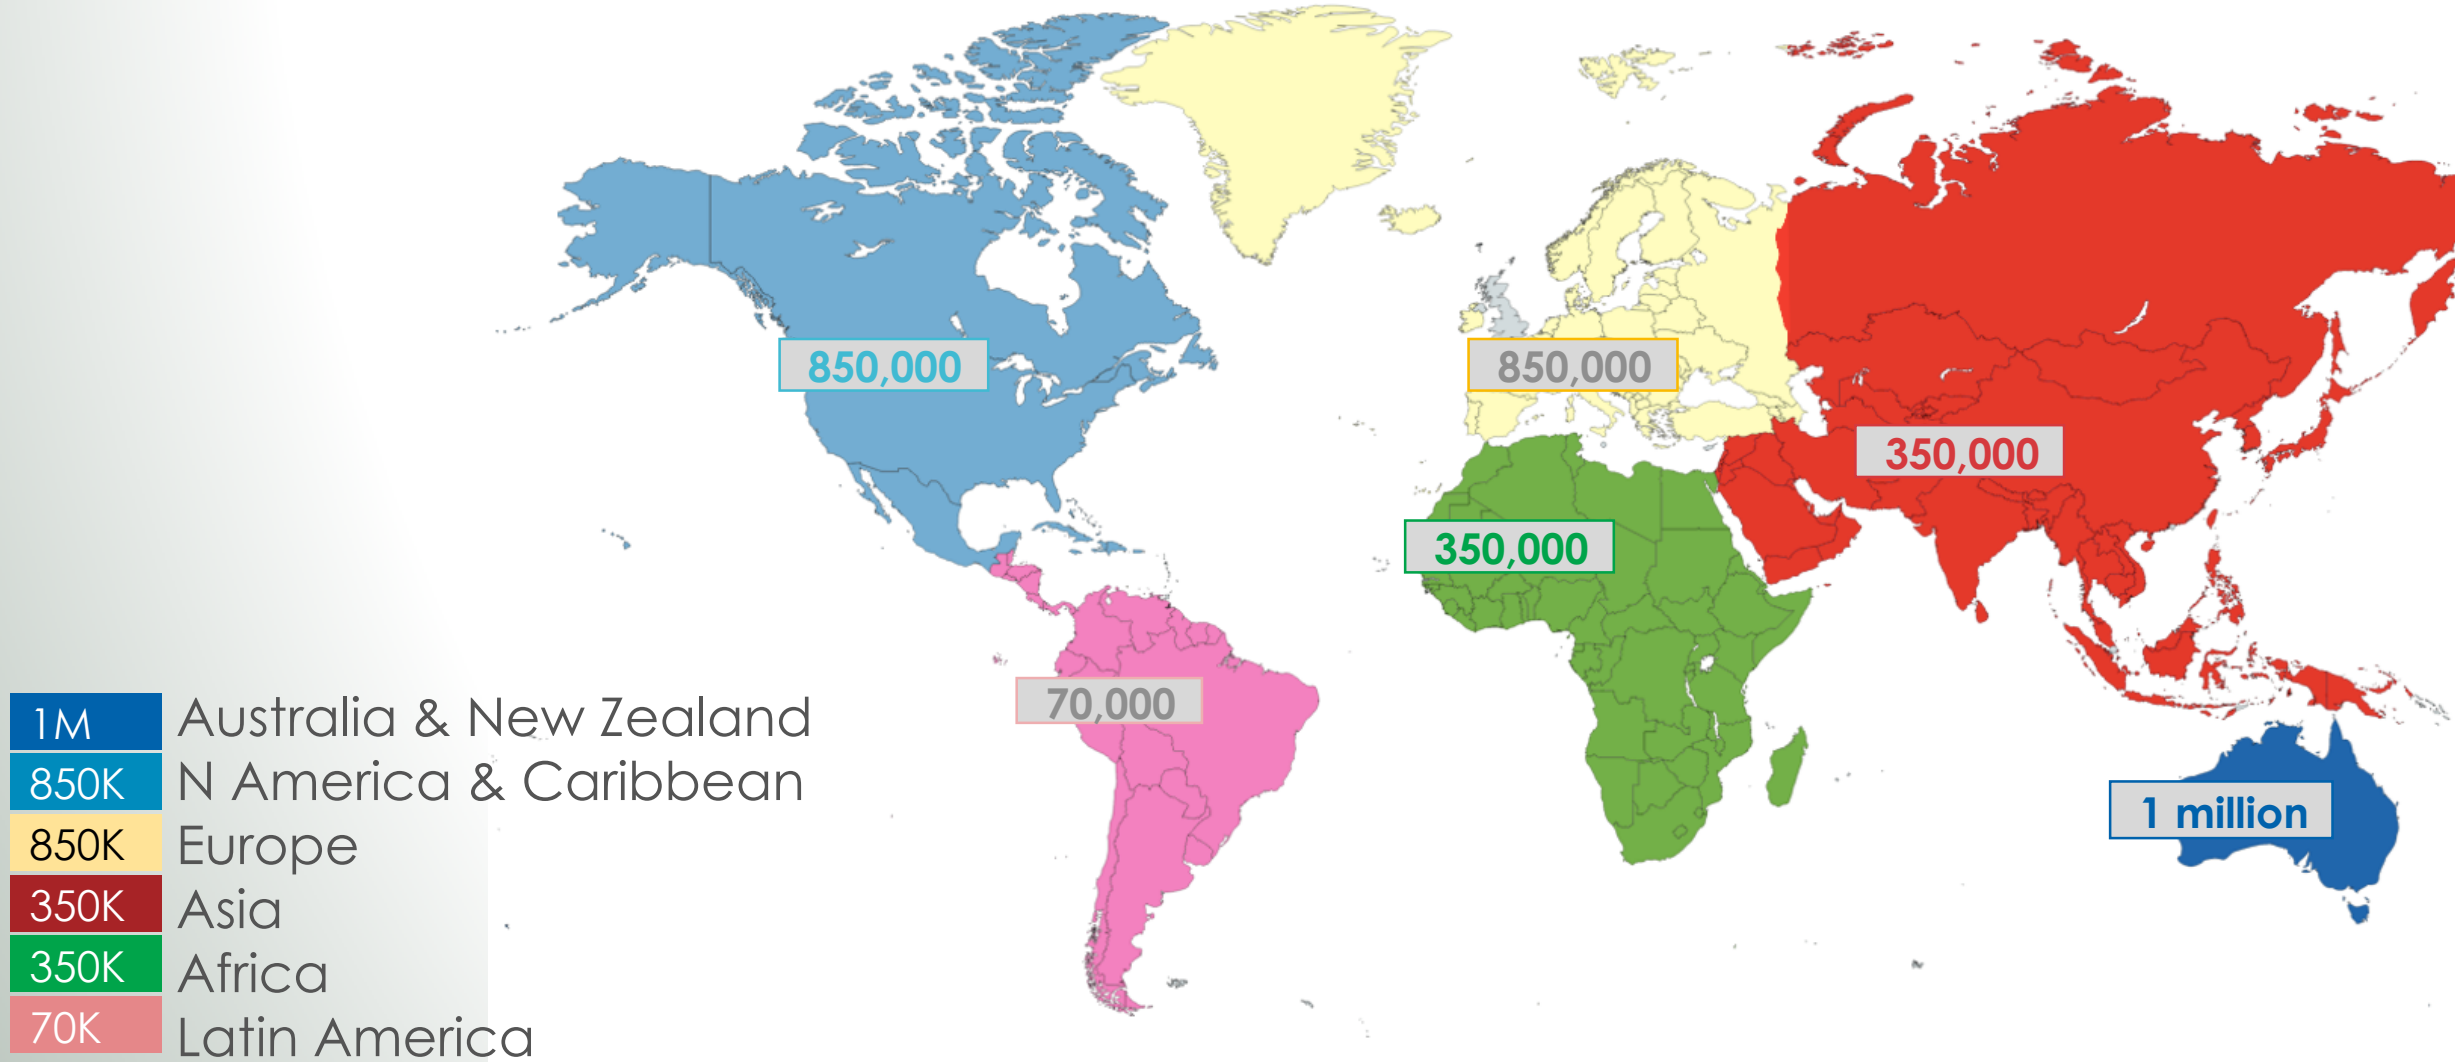 850,000
850,000
350,000
350,000
70,000
1 million
1M Australia & New Zealand
850K N America & Caribbean
850K Europe
350K Asia
350K Africa
70K Latin America